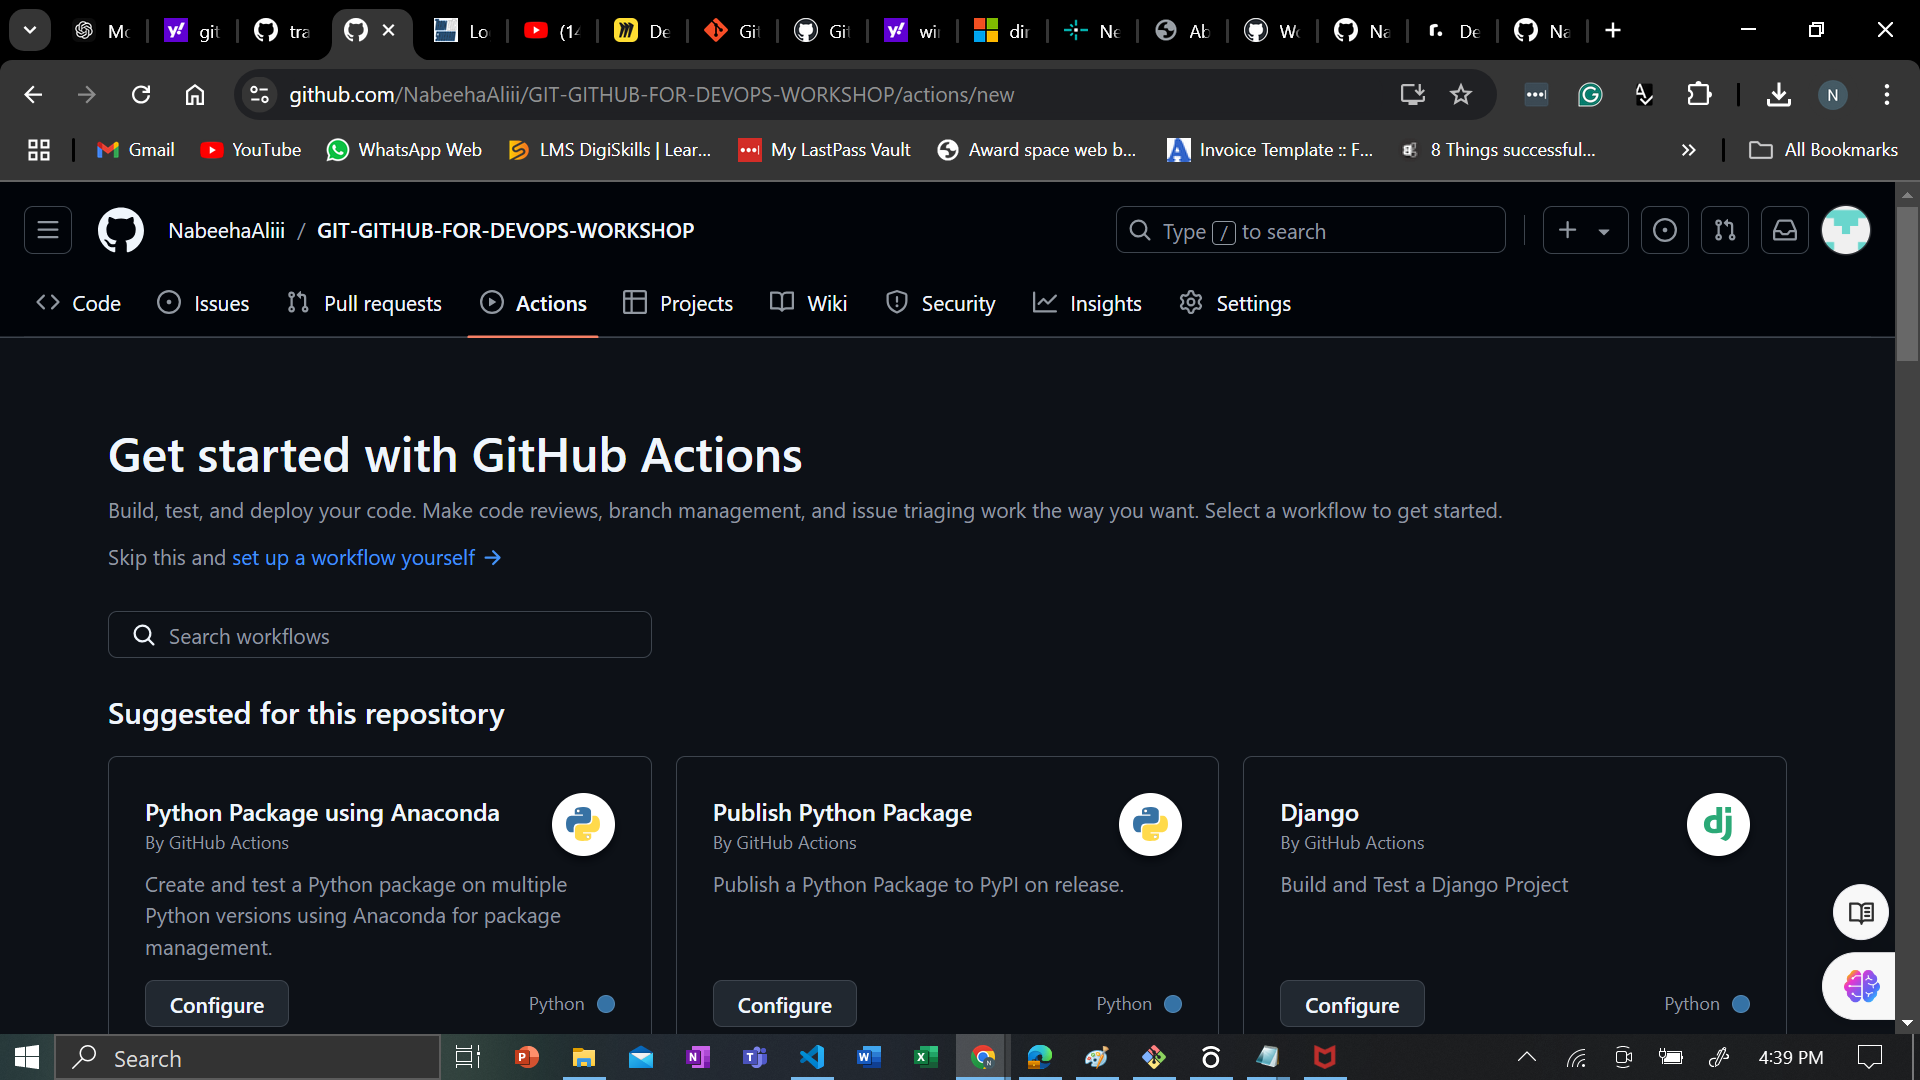 Mo
git
tra
Lo
(14
De
Git
Git
wi
dir
Ne
Ab
Wo
Na
De
Na
github.com/NabeehaAliii/GIT-GITHUB-FOR-DEVOPS-WORKSHOP/actions/new
N
Gmail
YouTube
WhatsApp Web
LMS DigiSkills | Lear...
My LastPass Vault
Award space web b...
Invoice Template :: F...
8 Things successful...
All Bookmarks
NabeehaAliii / GIT-GITHUB-FOR-DEVOPS-WORKSHOP
Type / to search
Code
Issues
Pull requests
Actions
Projects
Wiki
Security
Insights
Settings
Get started with GitHub Actions
Build, test, and deploy your code. Make code reviews, branch management, and issue triaging work the way you want. Select a workflow to get started.
Skip this and set up a workflow yourself →
Search workflows
Suggested for this repository
Python Package using Anaconda
By GitHub Actions
Create and test a Python package on multiple
Python versions using Anaconda for package
management.
Configure
Python
Publish Python Package
By GitHub Actions
Publish a Python Package to PyPI on release.
Configure
Python
Django
By GitHub Actions
dj
Build and Test a Django Project
Configure
Python
Search
4:39 PM